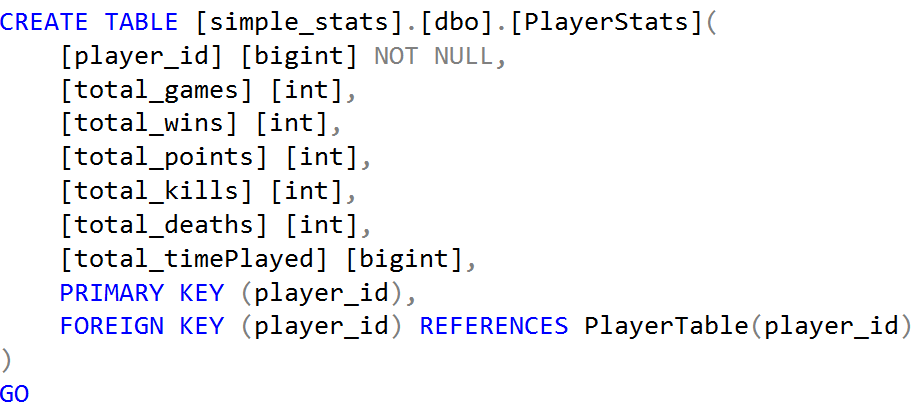 CREATE TABLE [simple_stats].[dbo].[PlayerStats](
    [player_id] [bigint] NOT NULL,
    [total_games] [int],
    [total_wins] [int],
    [total_points] [int],
    [total_kills] [int],
    [total_deaths] [int],
    [total_timePlayed] [bigint],
    PRIMARY KEY (player_id),
    FOREIGN KEY (player_id) REFERENCES PlayerTable(player_id)
)
GO